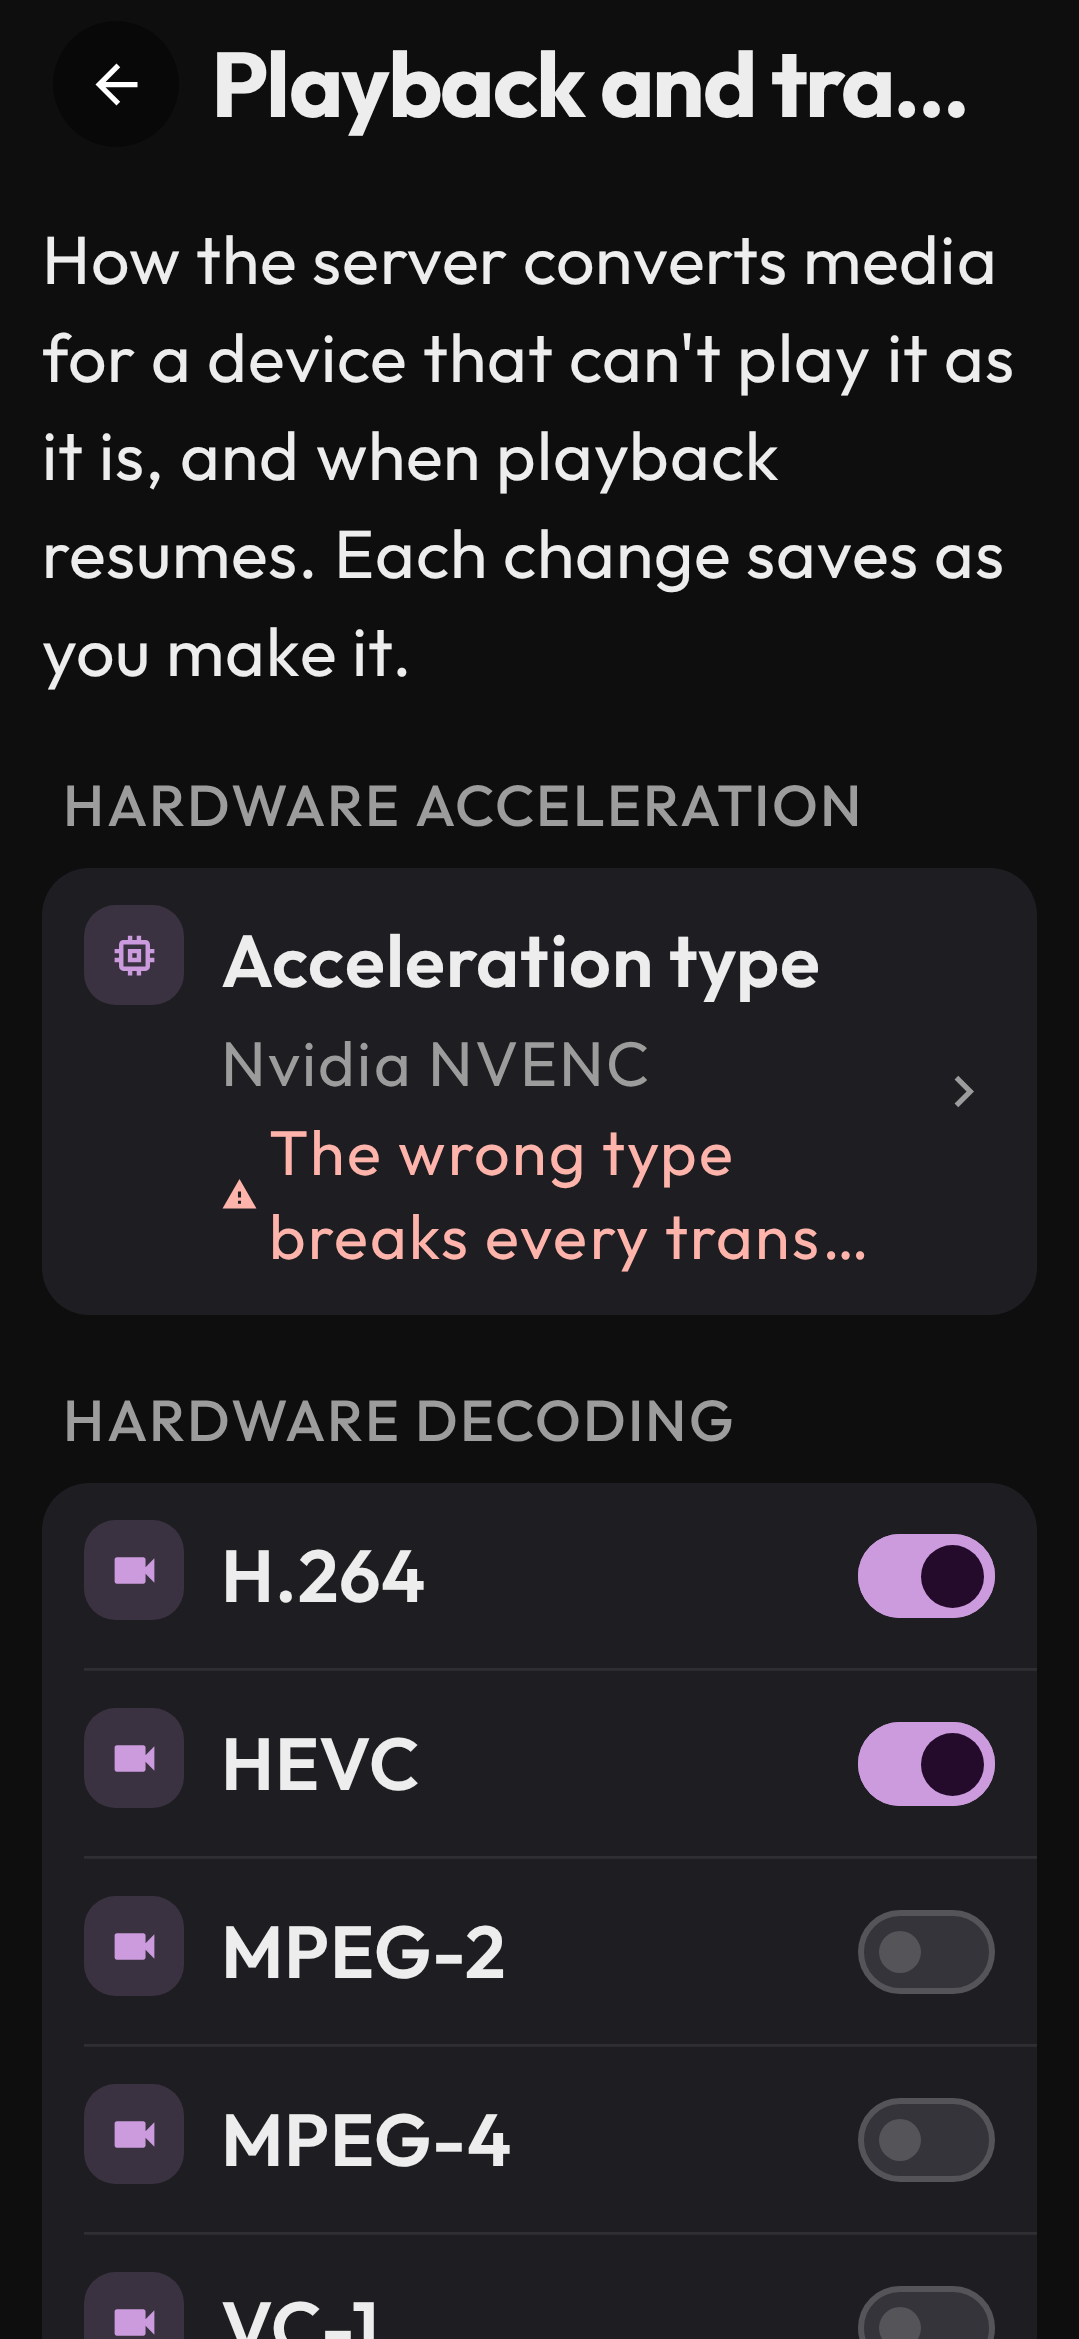 Playback and tra...
How the server converts media
for a device that can't play it as
it is, and when playback
resumes. Each change saves as
you make it.
HARDWARE ACCELERATION
Acceleration type
Nvidia NVENC
The wrong type
breaks every trans...
HARDWARE DECODING
H.264
HEVC
MPEG-2
MPEG-4
VC-1